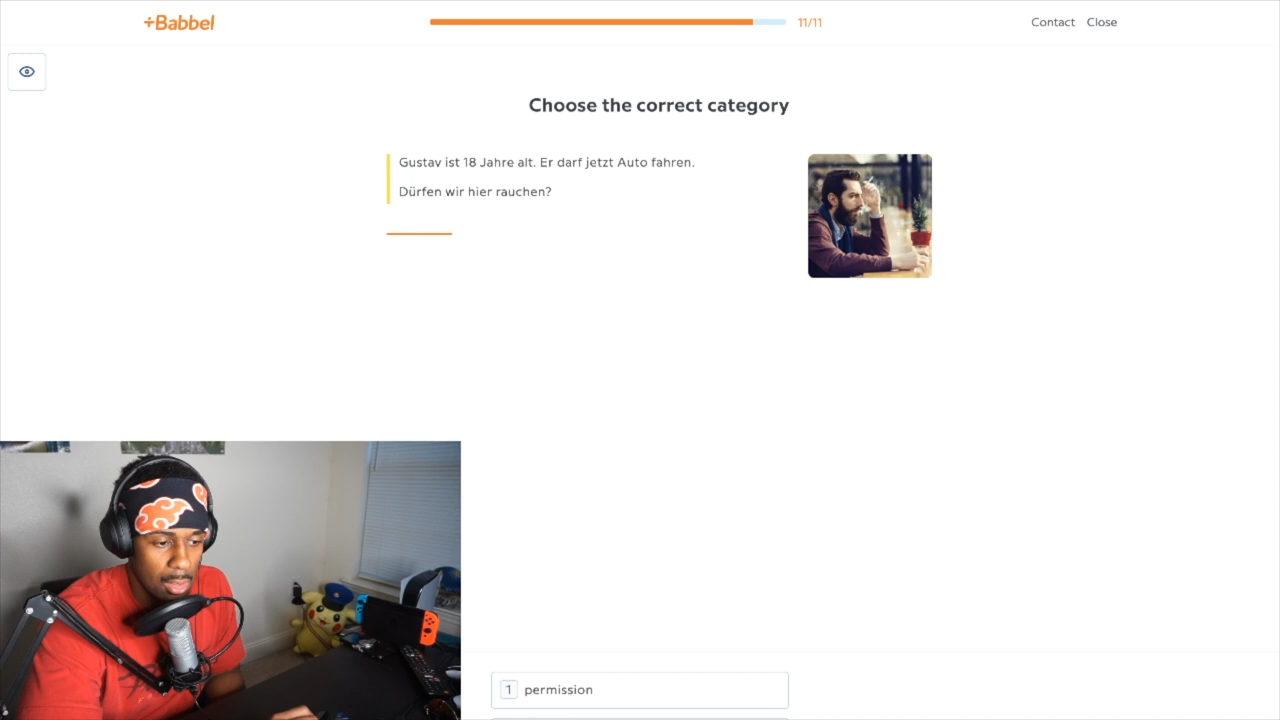 +Babbel
11/11
Contact
Close
Choose the correct category
Gustav ist 18 Jahre alt. Er darf jetzt Auto fahren.
Dürfen wir hier rauchen?
1 permission